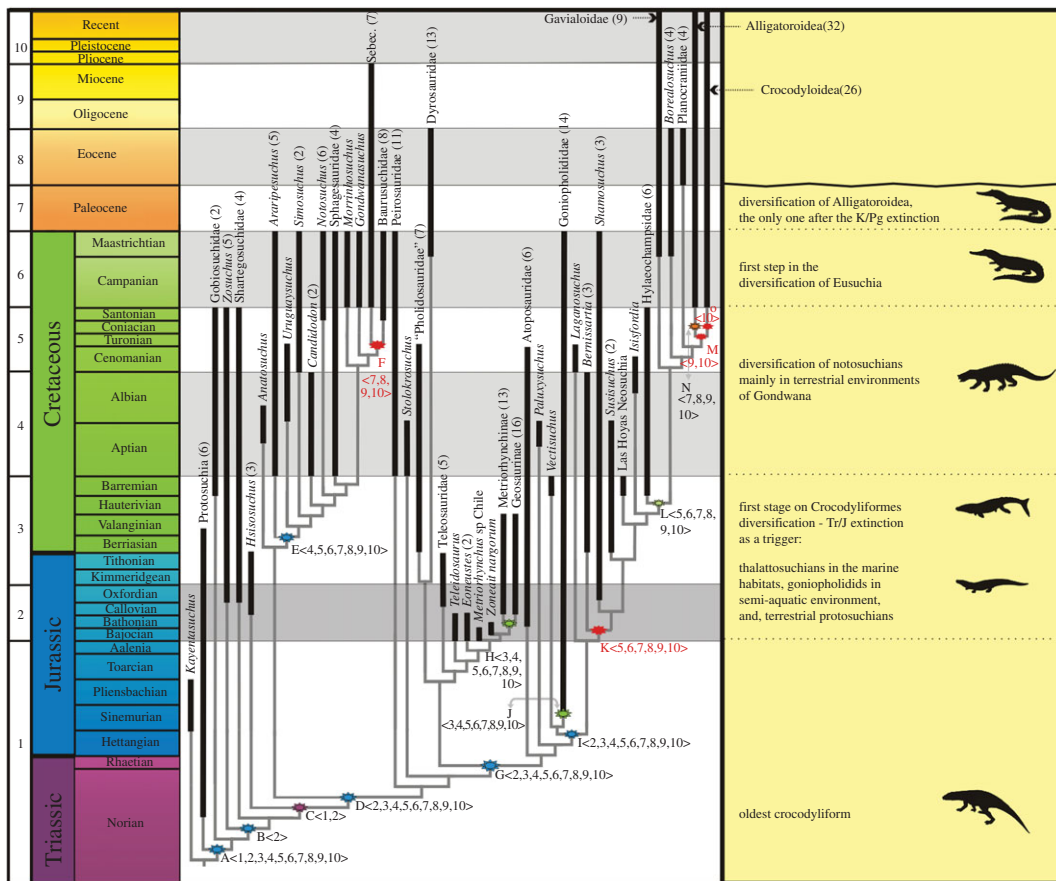 10
9
8
7
6
5
4
3
2
1
Cretaceous
Jurassic
Triassic
Recent
Pleistocene
Pliocene
Miocene
Oligocene
Eocene
Paleocene
Maastrichtian
Campanian
Santonian
Coniacian
Turonian
Cenomanian
Albian
Aptian
Barremian
Hauterivian
Valanginian
Berriasian
Tithonian
Kimmeridgean
Oxfordian
Callovian
Bathonian
Bajocian
Aalenia
Toarcian
Pliensbachian
Sinemurian
Hettangian
Rhaetian
Norian
Kayentasuchus
Protosuchia (6)
Gobiosuchidae (2)
Zosuchus (5)
Shartegosuchidae (4)
Hsisosuchus (3)
Anatosuchus
Araripesuchus (5)
Uruguaysuchus
Simosuchus (2)
Candidodon (2)
Notosuchus (6)
Sphagesauridae (4)
Morrinhosuchus
Gondwanasuchus
Sebec. (7)
Baurusuchidae (8)
Peirosauridae (11)
Stolokrosuchus
"Pholidosauridae" (7)
Dyrosauridae (13)
Teleosauridae (5)
Teleidosaurus
Eoneustes (2)
Metriorhynchus sp Chile
Zoneait nargorum
Metriorhynchinae (13)
Geosaurinae (16)
Atoposauridae (6)
Paluxysuchus
Vectisuchus
Goniopholididae (14)
Laganosuchus
Bernissartia (3)
Shamosuchus (3)
Susisuchus (2)
Las Hoyas Neosuchia
Isisfordia
Hylaeochampsidae (6)
Gavialoidae (9)
Borealosuchus (4)
Planocraniidae (4)
Alligatoroidea(32)
Crocodyloidea(26)
F
<7,8,
9,10>
<10>
M
<9,10>
N
<7,8,9,
10>
L<5,6,7,8,
9,10>
E<4,5,6,7,8,9,10>
K<5,6,7,8,9,10>
H<3,4,
5,6,7,8,9,
10>
J
<3,4,5,6,7,8,9,10>
I<2,3,4,5,6,7,8,9,10>
G<2,3,4,5,6,7,8,9,10>
D<2,3,4,5,6,7,8,9,10>
C<1,2>
B<2>
A<1,2,3,4,5,6,7,8,9,10>
diversification of Alligatoroidea,
the only one after the K/Pg extinction
first step in the
diversification of Eusuchia
diversification of notosuchians
mainly in terrestrial environments
of Gondwana
first stage on Crocodyliformes
diversification - Tr/J extinction
as a trigger:
thalattosuchians in the marine
habitats, goniopholidids in
semi-aquatic environment,
and, terrestrial protosuchians
oldest crocodyliform